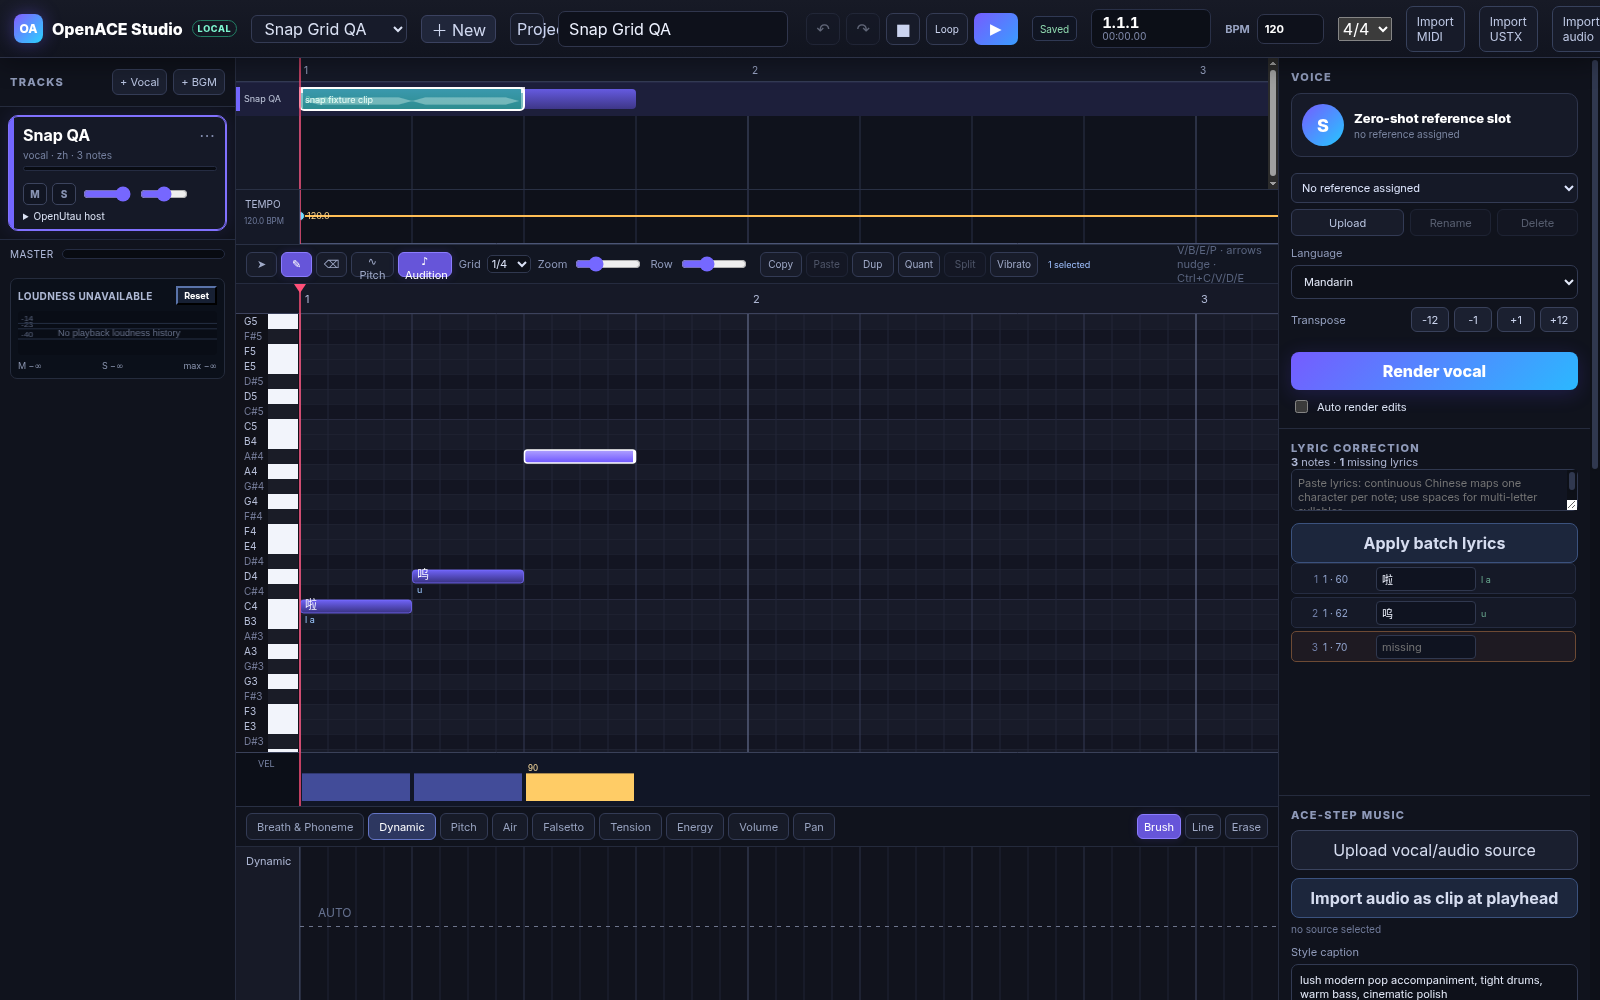 OA OpenACE Studio LOCAL Snap Grid QA + New Projec Snap Grid QA Loop Saved 1.1.1 00:00.00 BPM 120 4/4 Import MIDI Import USTX Import audio
TRACKS + Vocal + BGM
Snap QA ...
vocal · zh · 3 notes
M S
OpenUtau host
MASTER
LOUDNESS UNAVAILABLE Reset
-14
-23
-40
No playback loudness history
M -∞ S -∞ max -∞
1 2 3
Snap QA snap fixture clip
TEMPO
120.0 BPM 120.0
Pitch Audition Grid 1/4 Zoom Row Copy Paste Dup Quant Split Vibrato 1 selected
V/B/E/P · arrows
nudge ·
Ctrl+C/V/D/E
1 2 3
G5
F#5
F5
E5
D#5
D5
C#5
C5
B4
A#4
A4
G#4
G4
F#4
F4
E4
D#4
D4 呜
C#4 u
C4 啦
B3 l a
A#3
A3
G#3
G3
F#3
F3
E3
D#3
VEL 90
Breath & Phoneme Dynamic Pitch Air Falsetto Tension Energy Volume Pan Brush Line Erase
Dynamic
AUTO
VOICE
S Zero-shot reference slot
no reference assigned
No reference assigned
Upload Rename Delete
Language
Mandarin
Transpose -12 -1 +1 +12
Render vocal
Auto render edits
LYRIC CORRECTION
3 notes · 1 missing lyrics
Paste lyrics: continuous Chinese maps one
character per note; use spaces for multi-letter
Apply batch lyrics
1 1 · 60 啦 l a
2 1 · 62 呜 u
3 1 · 70 missing
ACE-STEP MUSIC
Upload vocal/audio source
Import audio as clip at playhead
no source selected
Style caption
lush modern pop accompaniment, tight drums,
warm bass, cinematic polish